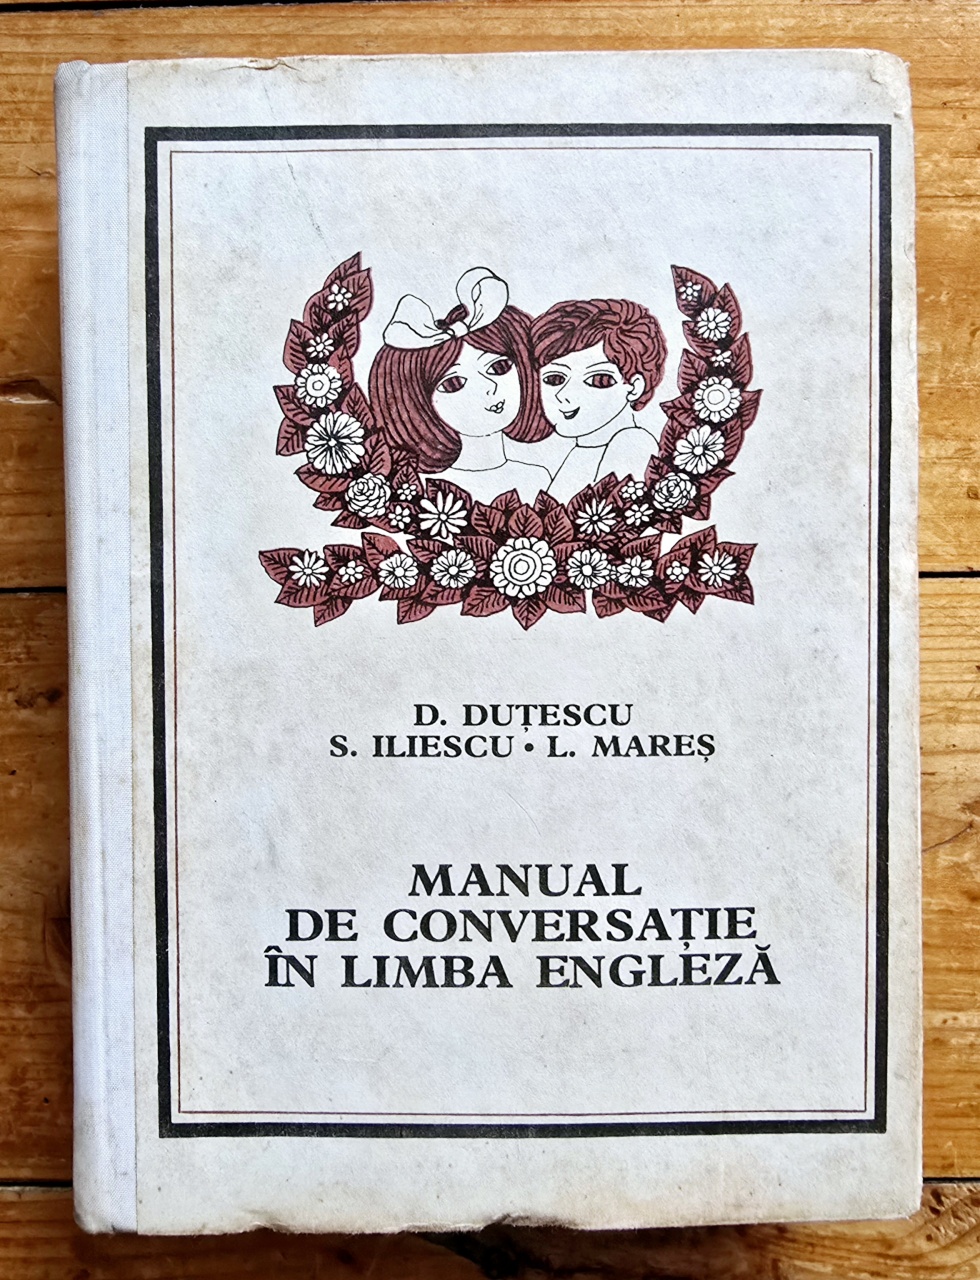 D. DUȚESCU
S. ILIESCU • L. MAREȘ
MANUAL
DE CONVERSAȚIE
ÎN LIMBA ENGLEZĂ